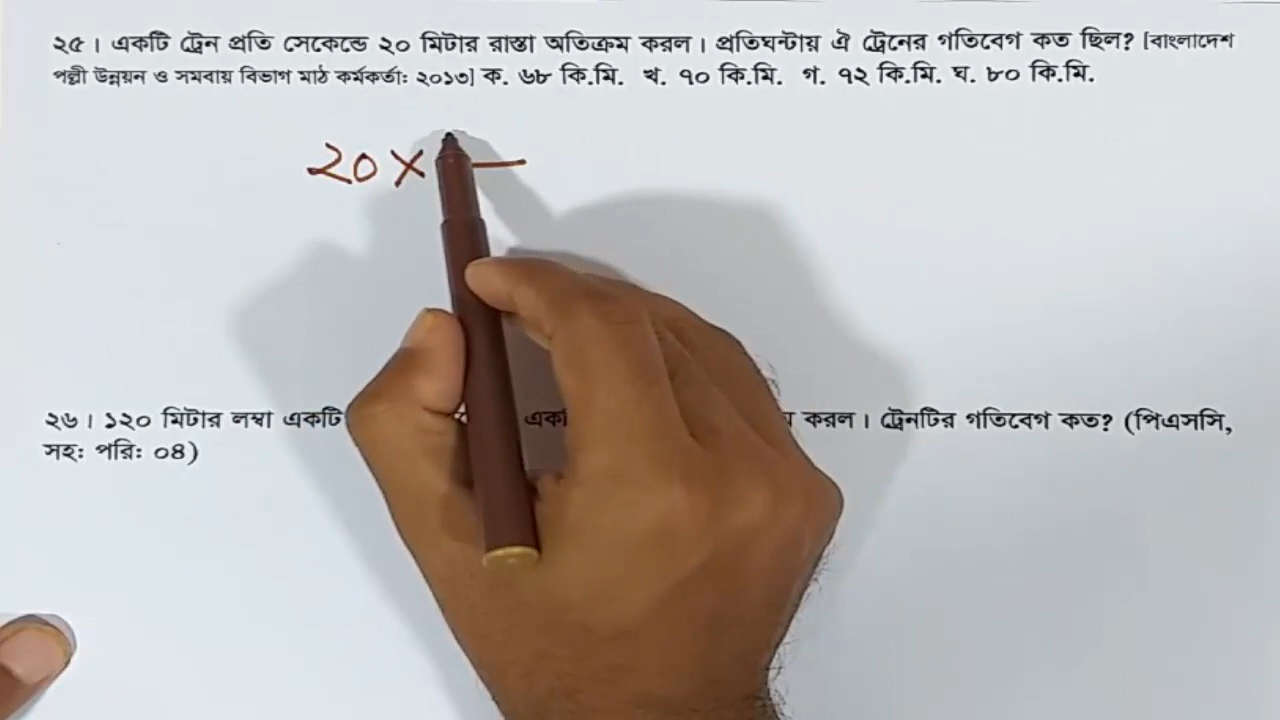 ২৫। একটি ট্রেন প্রতি সেকেন্ডে ২০ মিটার রাস্তা অতিক্রম করল। প্রতিঘন্টায় ঐ ট্রেনের গতিবেগ কত ছিল? [বাংলাদেশ
পল্লী উন্নয়ন ও সমবায় বিভাগ মাঠ কর্মকর্তাঃ ২০১৩] ক. ৬৮ কি.মি. খ. ৭০ কি.মি. গ. ৭২ কি.মি. ঘ. ৮০ কি.মি.
20 ×
২৬। ১২০ মিটার লম্বা একটি করল। ট্রেনটির গতিবেগ কত? (পিএসসি,
সহঃ পরিঃ ০৪)